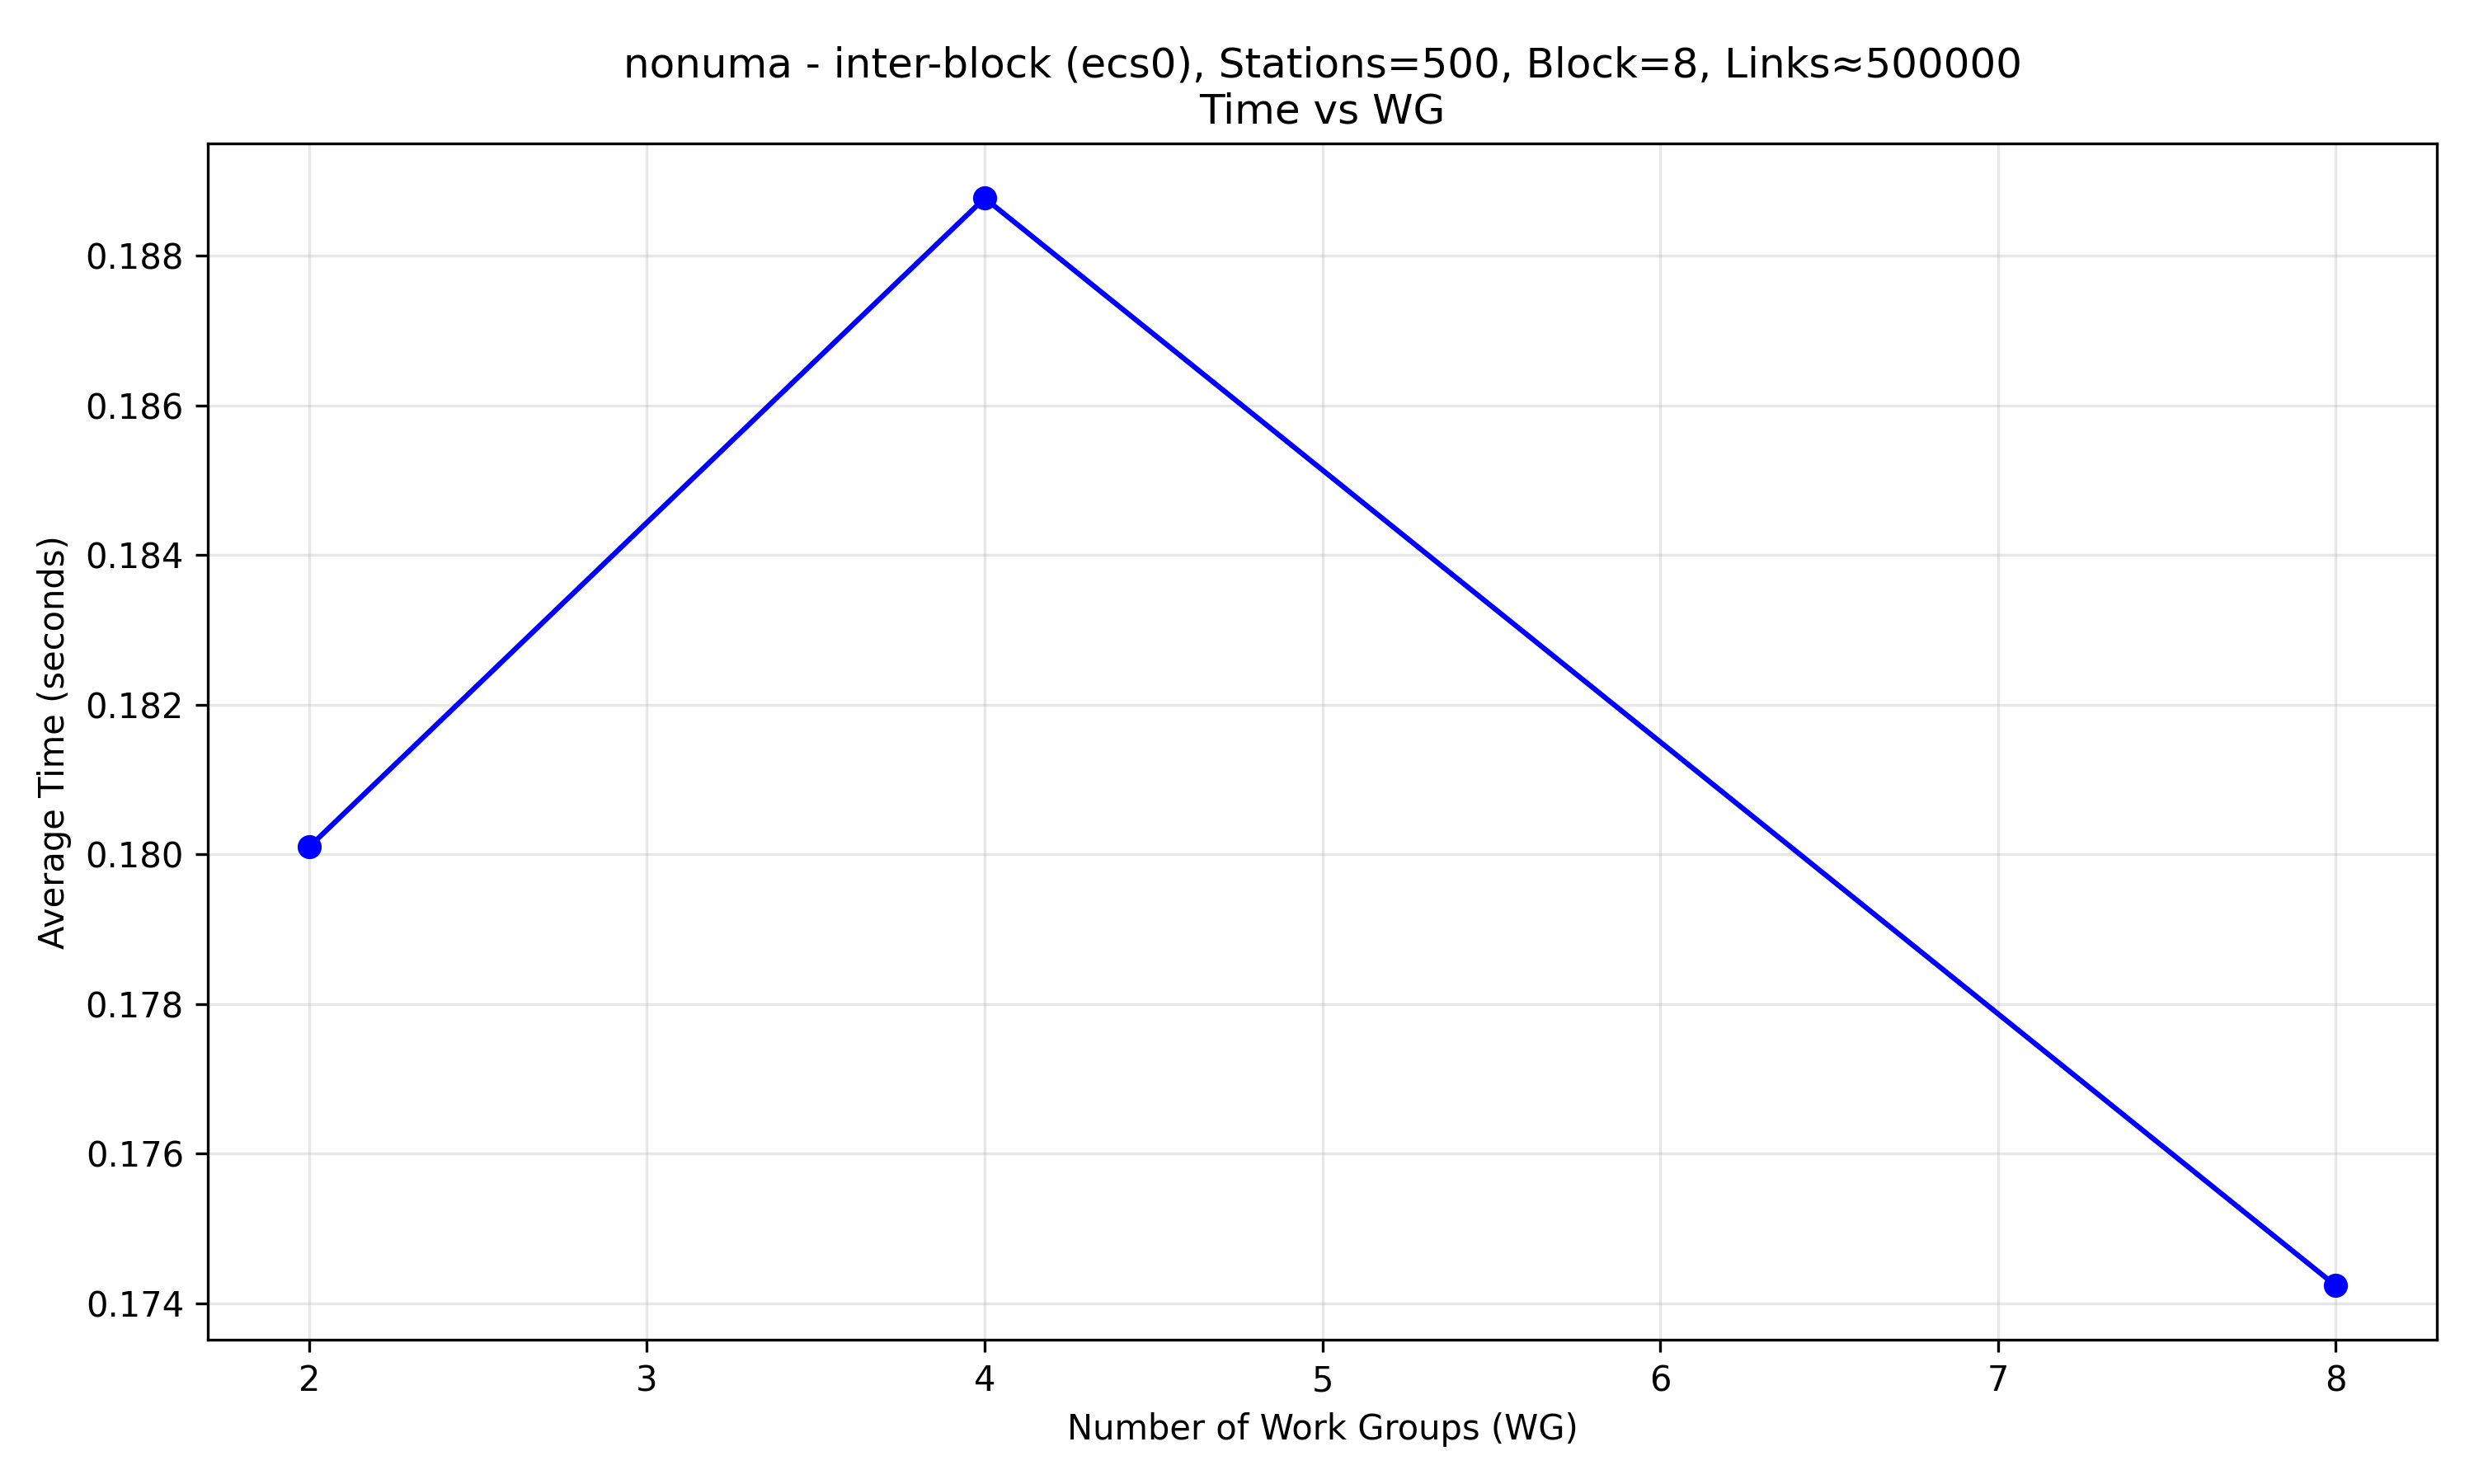 nonuma - inter-block (ecs0), Stations=500, Block=8, Links≈500000
Time vs WG
0.188
0.186
0.184
0.182
0.180
0.178
0.176
0.174
Average Time (seconds)
2 3 4 5 6 7 8
Number of Work Groups (WG)